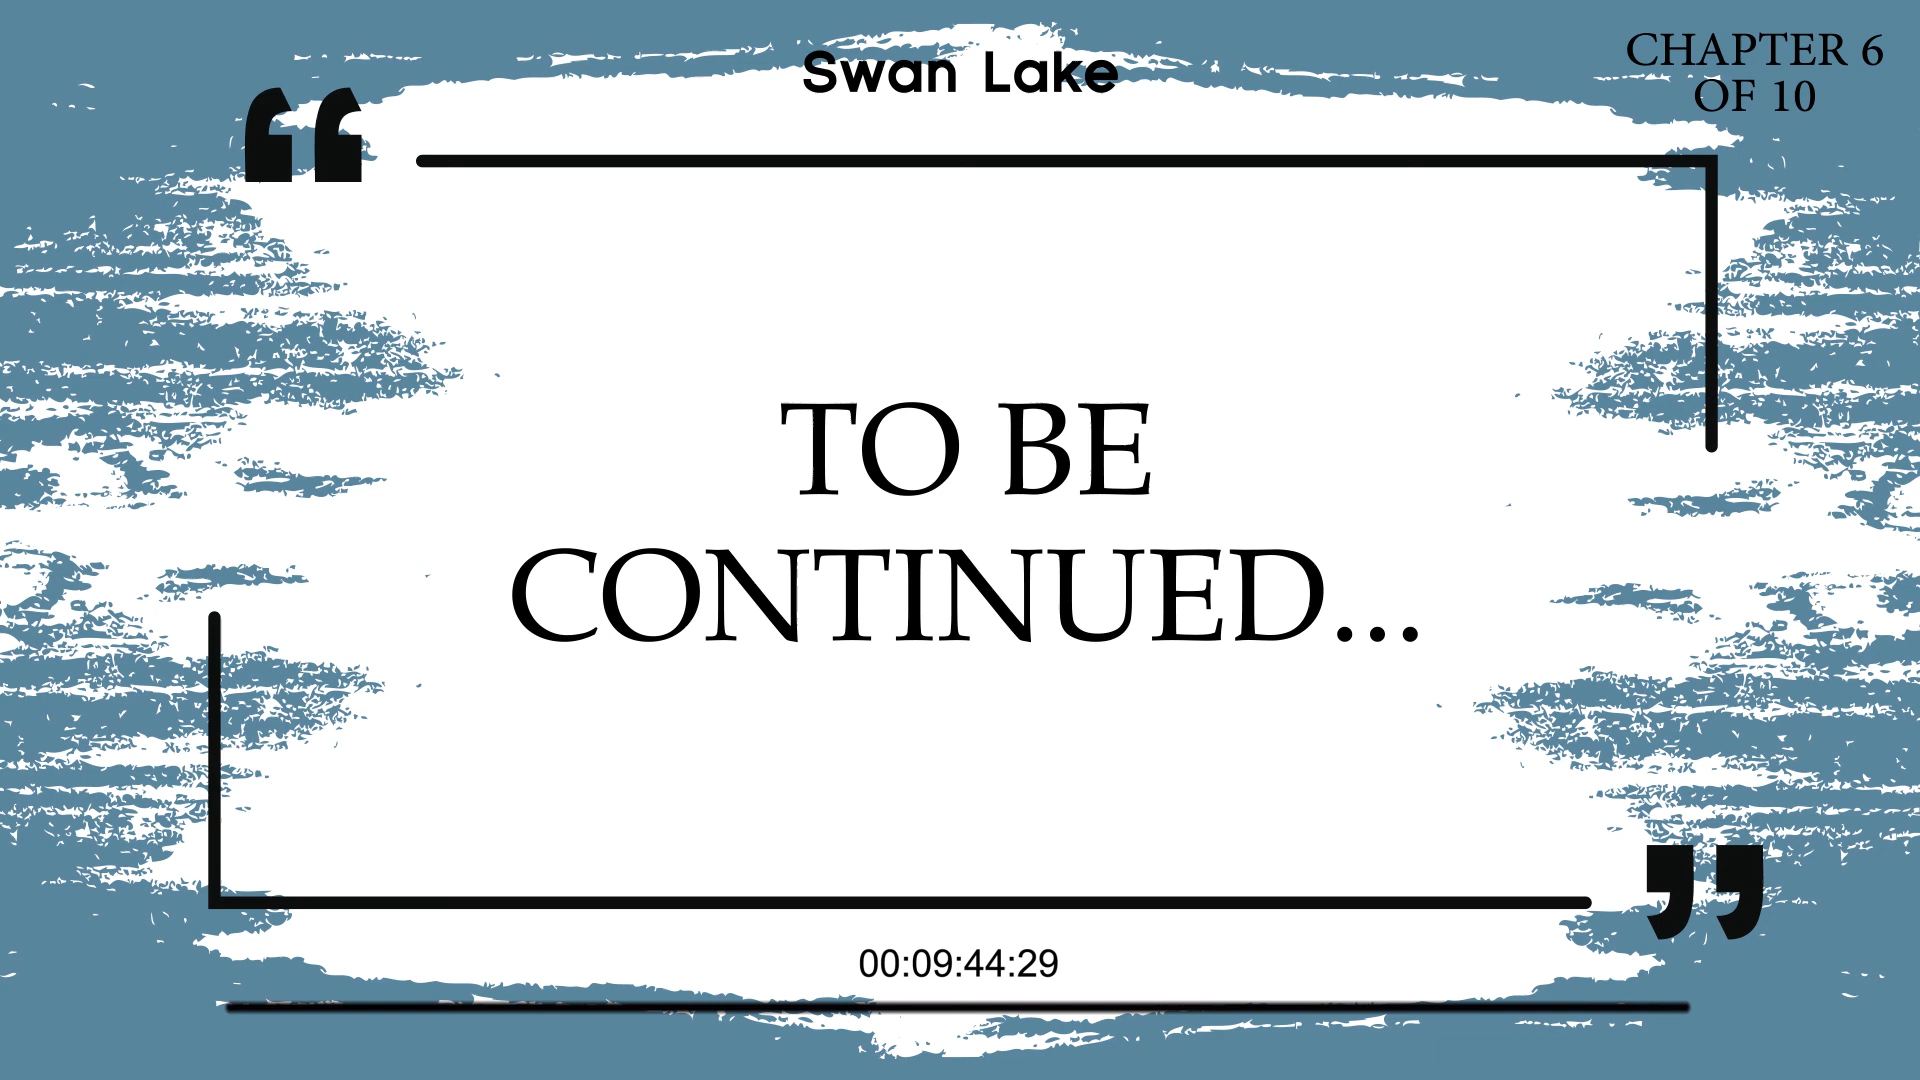 Swan Lake
CHAPTER 6
OF 10
“
TO BE
CONTINUED...
”
00:09:44:29